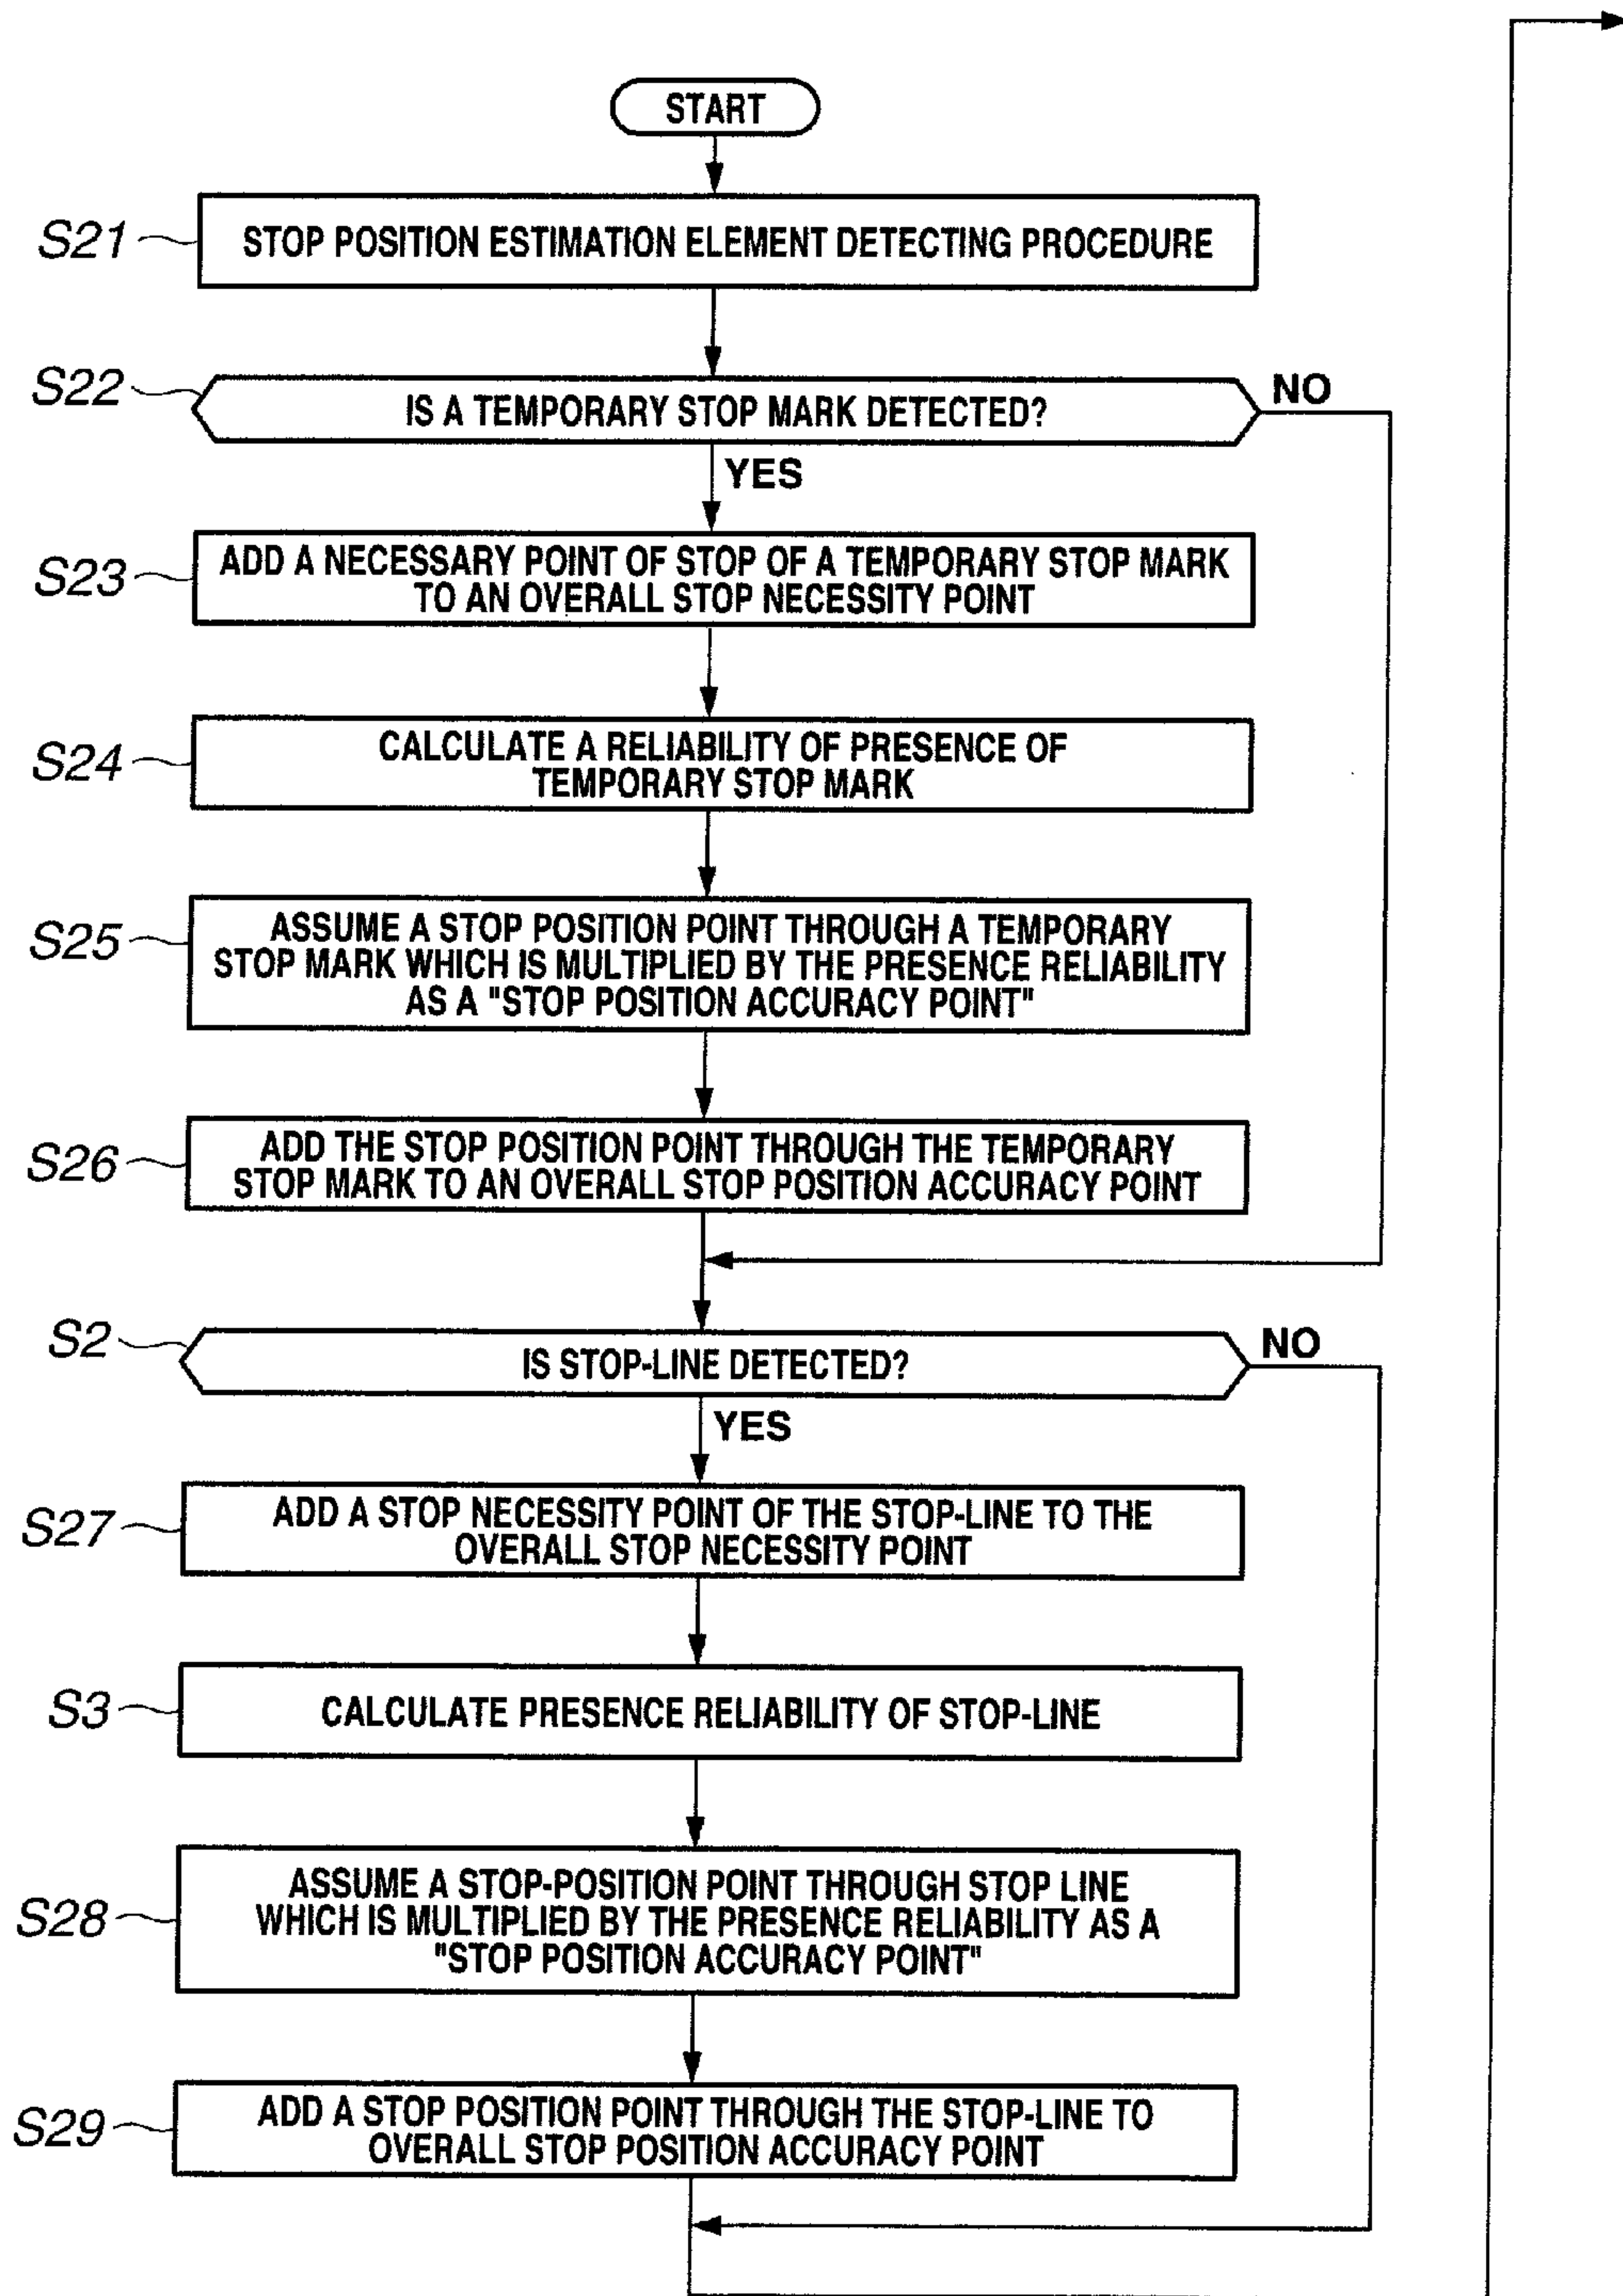 START
S21
STOP POSITION ESTIMATION ELEMENT DETECTING PROCEDURE
S22
IS A TEMPORARY STOP MARK DETECTED?
NO
YES
S23
ADD A NECESSARY POINT OF STOP OF A TEMPORARY STOP MARK
TO AN OVERALL STOP NECESSITY POINT
S24
CALCULATE A RELIABILITY OF PRESENCE OF
TEMPORARY STOP MARK
S25
ASSUME A STOP POSITION POINT THROUGH A TEMPORARY
STOP MARK WHICH IS MULTIPLIED BY THE PRESENCE RELIABILITY
AS A "STOP POSITION ACCURACY POINT"
S26
ADD THE STOP POSITION POINT THROUGH THE TEMPORARY
STOP MARK TO AN OVERALL STOP POSITION ACCURACY POINT
S2
IS STOP-LINE DETECTED?
NO
YES
S27
ADD A STOP NECESSITY POINT OF THE STOP-LINE TO THE
OVERALL STOP NECESSITY POINT
S3
CALCULATE PRESENCE RELIABILITY OF STOP-LINE
S28
ASSUME A STOP-POSITION POINT THROUGH STOP LINE
WHICH IS MULTIPLIED BY THE PRESENCE RELIABILITY AS A
"STOP POSITION ACCURACY POINT"
S29
ADD A STOP POSITION POINT THROUGH THE STOP-LINE TO
OVERALL STOP POSITION ACCURACY POINT